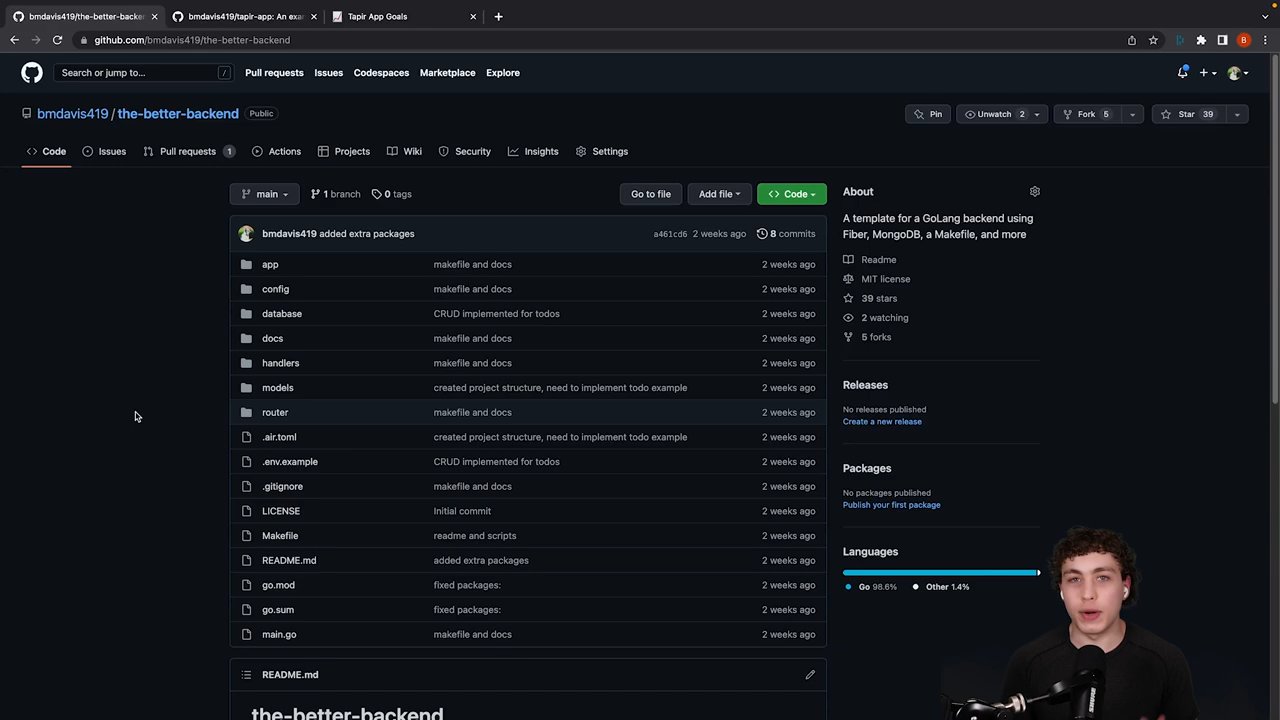 bmdavis419/the-better-backe
bmdavis419/tapir-app: An exa
Tapir App Goals
github.com/bmdavis419/the-better-backend
Search or jump to... /
Pull requests Issues Codespaces Marketplace Explore
B
bmdavis419 / the-better-backend Public
Pin Unwatch 2 Fork 5 Star 39
Code Issues Pull requests 1 Actions Projects Wiki Security Insights Settings
main 1 branch 0 tags Go to file Add file Code
bmdavis419 added extra packages a461cd6 2 weeks ago 8 commits
app makefile and docs 2 weeks ago
config makefile and docs 2 weeks ago
database CRUD implemented for todos 2 weeks ago
docs makefile and docs 2 weeks ago
handlers makefile and docs 2 weeks ago
models created project structure, need to implement todo example 2 weeks ago
router makefile and docs 2 weeks ago
.air.toml created project structure, need to implement todo example 2 weeks ago
.env.example CRUD implemented for todos 2 weeks ago
.gitignore makefile and docs 2 weeks ago
LICENSE Initial commit 2 weeks ago
Makefile readme and scripts 2 weeks ago
README.md added extra packages 2 weeks ago
go.mod fixed packages: 2 weeks ago
go.sum fixed packages: 2 weeks ago
main.go makefile and docs 2 weeks ago
README.md
the-better-backend
About
A template for a GoLang backend using
Fiber, MongoDB, a Makefile, and more
Readme
MIT license
39 stars
2 watching
5 forks
Releases
No releases published
Create a new release
Packages
No packages published
Publish your first package
Languages
Go 98.6% Other 1.4%